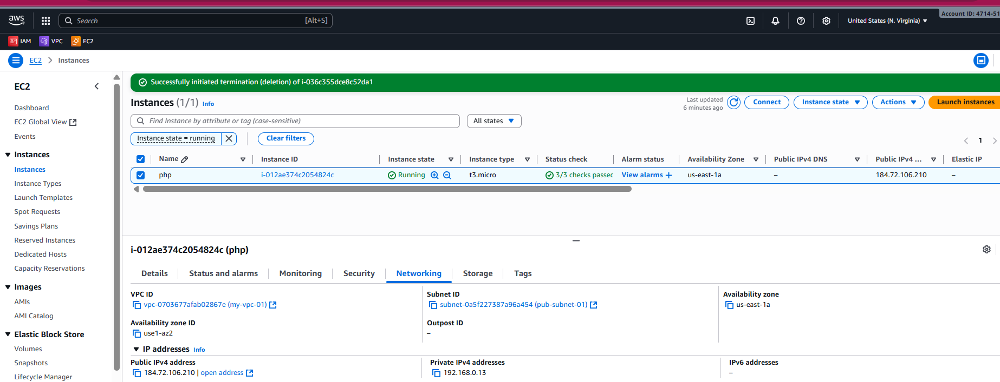 aws
Search [Alt+S]
United States (N. Virginia)
Account ID: 4714-51
IAM VPC EC2
EC2 Instances
EC2
Dashboard
EC2 Global View
Events
Instances
Instances
Instance Types
Launch Templates
Spot Requests
Savings Plans
Reserved Instances
Dedicated Hosts
Capacity Reservations
Images
AMIs
AMI Catalog
Elastic Block Store
Volumes
Snapshots
Lifecycle Manager
Successfully initiated termination (deletion) of i-036c355dce8c52da1
Instances (1/1) Info
Last updated
6 minutes ago
Connect Instance state Actions Launch instances
Find Instance by attribute or tag (case-sensitive) All states
Instance state = running Clear filters
1
Name Instance ID Instance state Instance type Status check Alarm status Availability Zone Public IPv4 DNS Public IPv4 ... Elastic IP
php i-012ae374c2054824c Running t3.micro 3/3 checks passec View alarms + us-east-1a – 184.72.106.210 –
i-012ae374c2054824c (php)
Details Status and alarms Monitoring Security Networking Storage Tags
VPC ID Subnet ID Availability zone
vpc-0703677afab02867e (my-vpc-01) subnet-0a5f227387a96a454 (pub-subnet-01) us-east-1a
Availability zone ID Outpost ID
use1-az2 –
IP addresses Info
Public IPv4 address Private IPv4 addresses IPv6 addresses
184.72.106.210 | open address 192.168.0.13 –